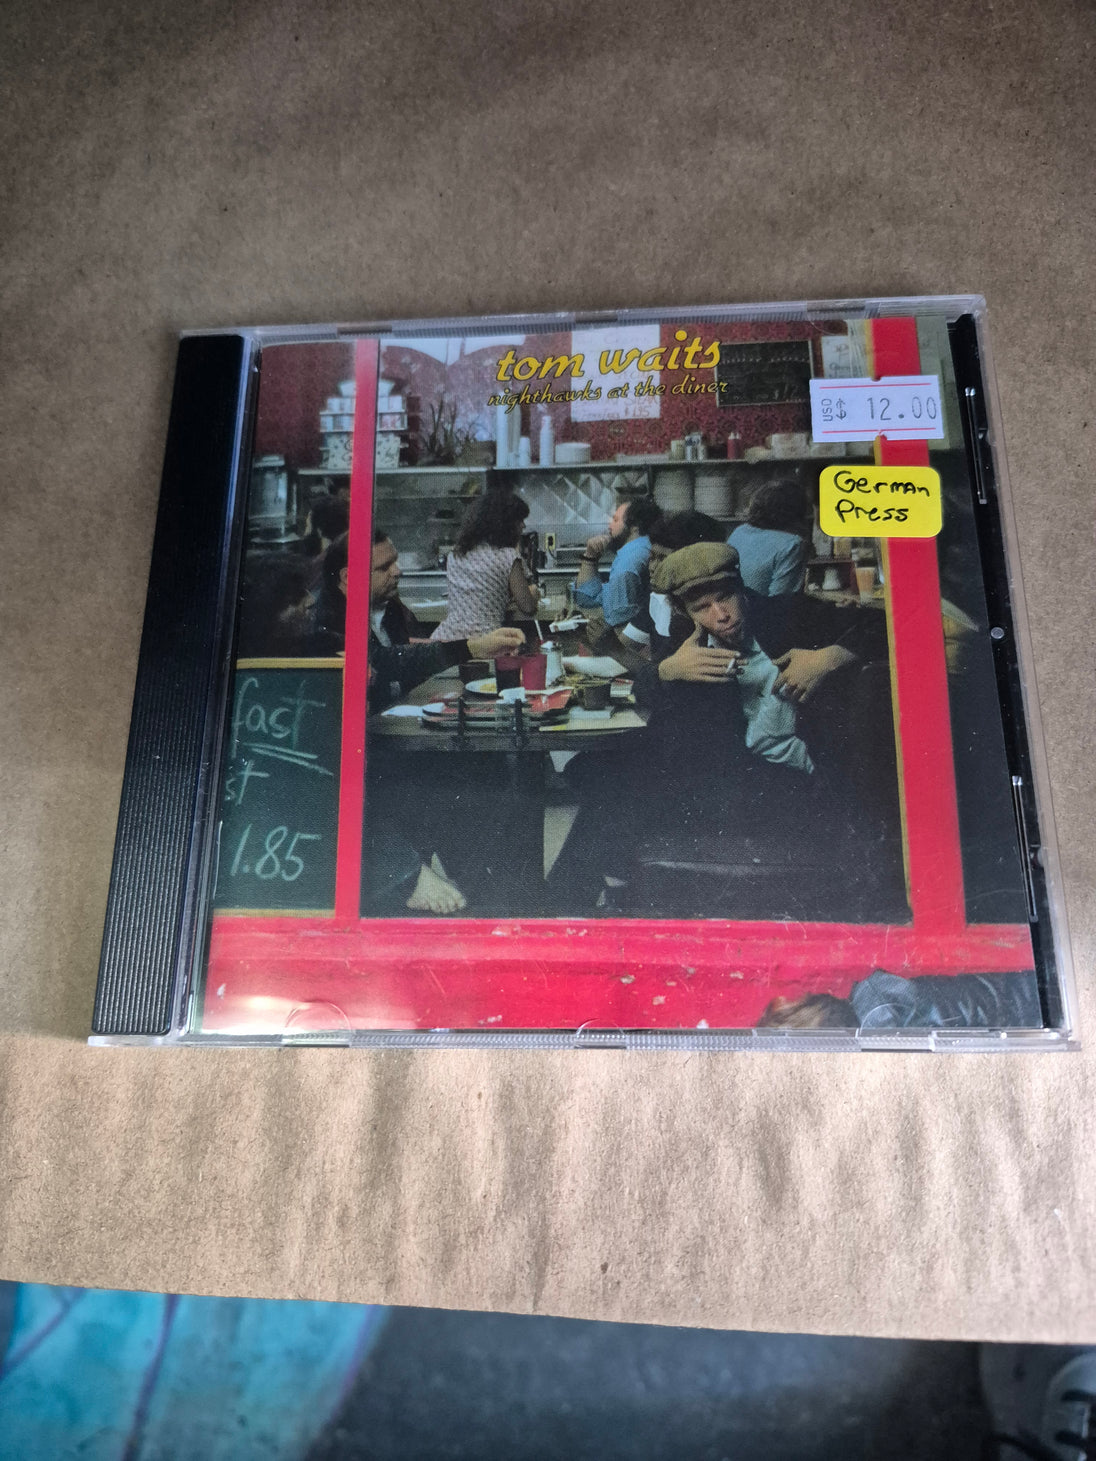 tom waits
nighthawks at the diner
USD $ 12.00
German
Press
fast
st
1.85